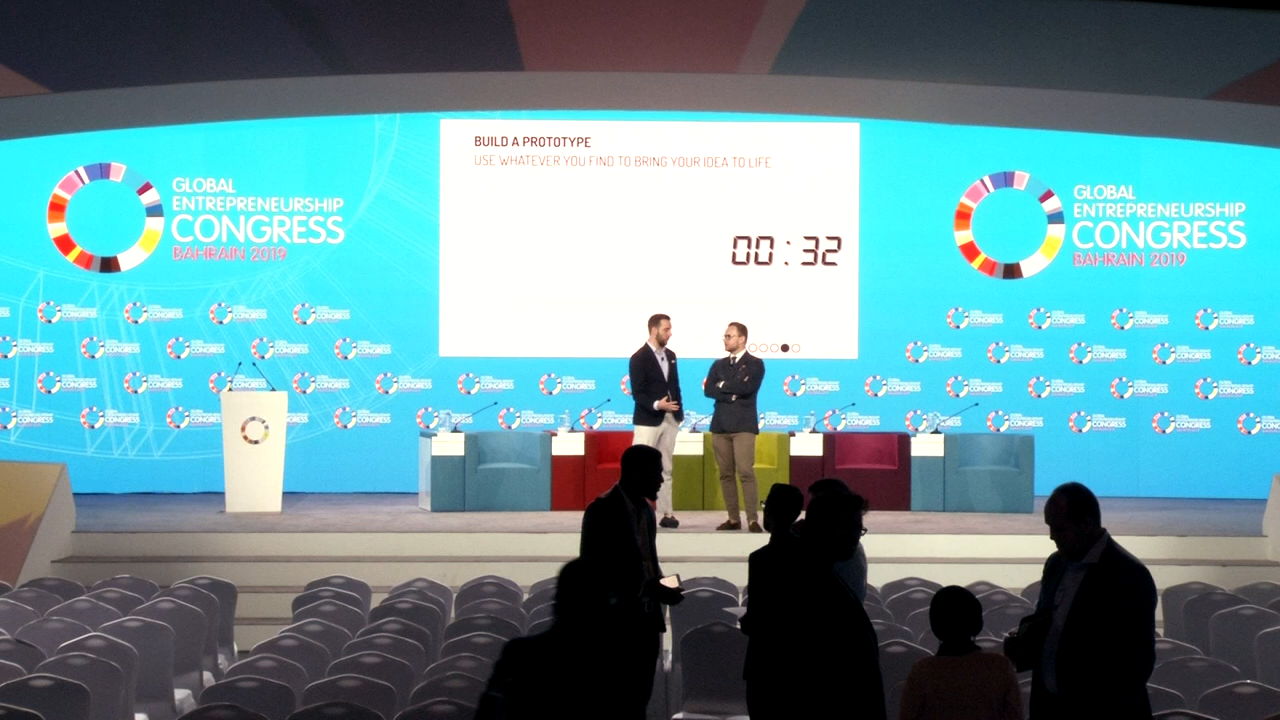 BUILD A PROTOTYPE
USE WHATEVER YOU FIND TO BRING YOUR IDEA TO LIFE
00:32
GLOBAL
ENTREPRENEURSHIP
CONGRESS
BAHRAIN 2019
GLOBAL
ENTREPRENEURSHIP
CONGRESS
BAHRAIN 2019